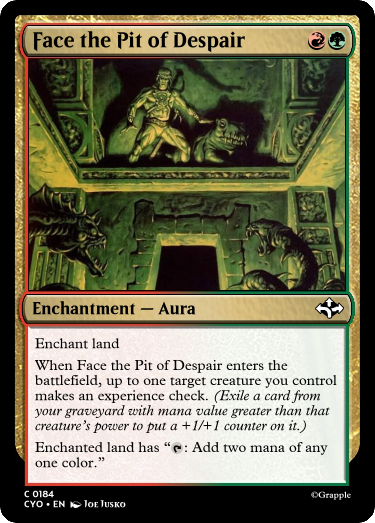 Face the Pit of Despair
Enchantment — Aura
Enchant land
When Face the Pit of Despair enters the
battlefield, up to one target creature you control
makes an experience check. (Exile a card from
your graveyard with mana value greater than that
creature's power to put a +1/+1 counter on it.)
Enchanted land has “: Add two mana of any
one color.”
C 0184
CYO • EN Joe Jusko
©Grapple